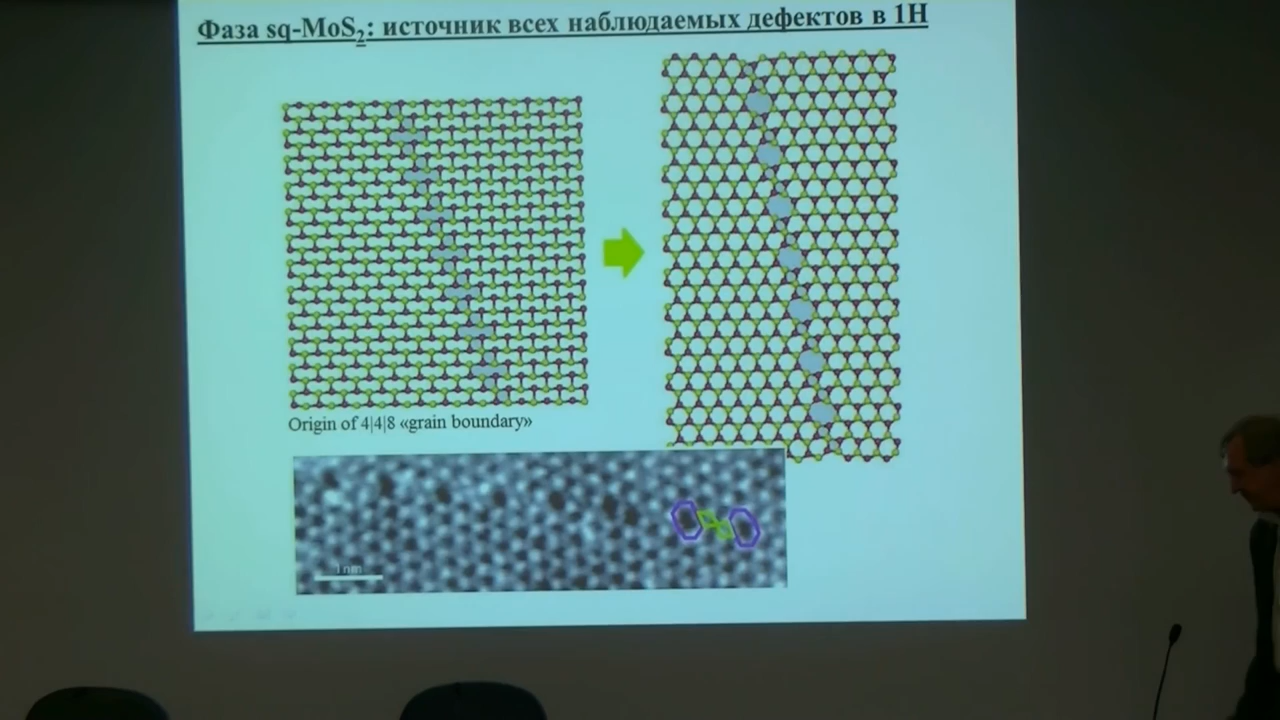 Фаза sq-MoS2: источник всех наблюдаемых дефектов в 1H
Origin of 4|4|8 «grain boundary»
1 nm